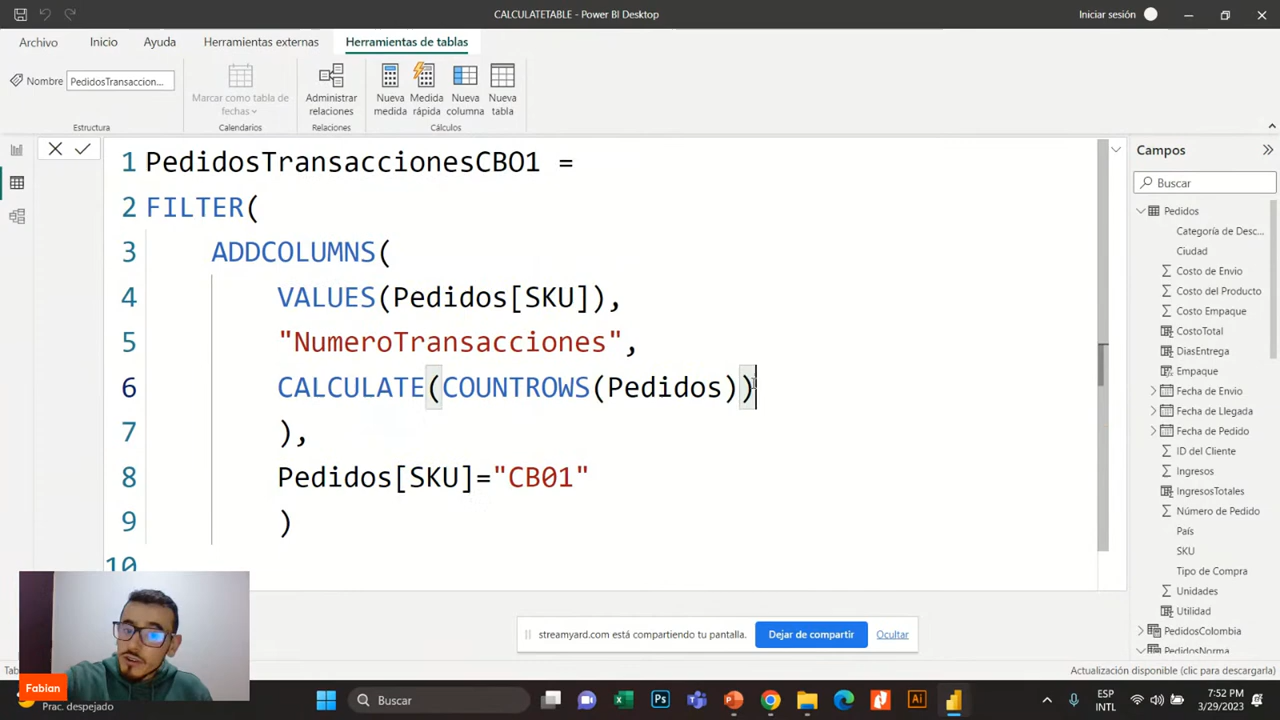 CALCULATETABLE - Power BI Desktop
Iniciar sesión
Archivo
Inicio
Ayuda
Herramientas externas
Herramientas de tablas
Nombre
PedidosTransaccion...
Marcar como tabla de
fechas
Administrar
relaciones
Nueva
medida
Medida
rápida
Nueva
columna
Nueva
tabla
Estructura
Calendarios
Relaciones
Cálculos
1 PedidosTransaccionesCBO1 =
2 FILTER(
3 ADDCOLUMNS(
4 VALUES(Pedidos[SKU]),
5 "NumeroTransacciones",
6 CALCULATE(COUNTROWS(Pedidos))
7 ),
8 Pedidos[SKU]="CB01"
9 )
10
Campos
Buscar
Pedidos
Categoría de Desc...
Ciudad
Costo de Envio
Costo del Producto
Costo Empaque
CostoTotal
DiasEntrega
Empaque
Fecha de Envio
Fecha de Llegada
Fecha de Pedido
ID del Cliente
Ingresos
IngresosTotales
Número de Pedido
País
SKU
Tipo de Compra
Unidades
Utilidad
PedidosColombia
PedidosNorma
streamyard.com está compartiendo tu pantalla.
Dejar de compartir
Ocultar
Actualización disponible (clic para descargarla)
Fabian
Prac. despejado
Buscar
ESP
INTL
7:52 PM
3/29/2023